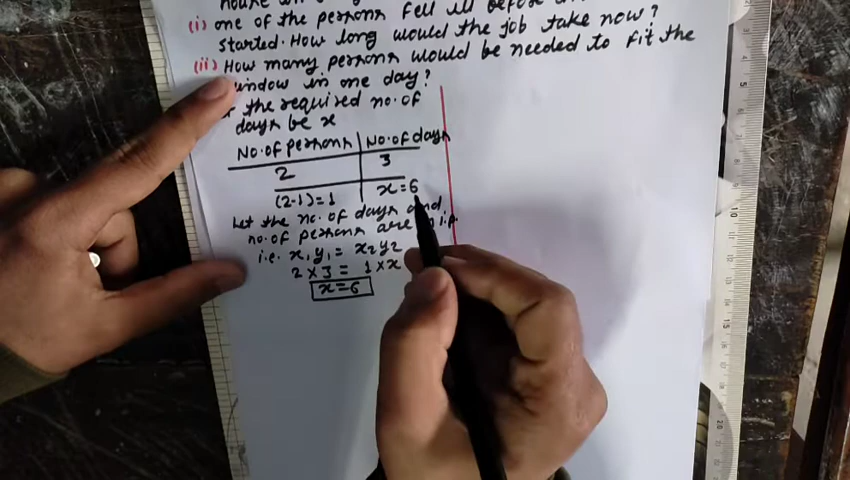 (i) one of the persons fell ill before
started. How long would the job take now?
(ii) How many persons would be needed to fit the
window in one day?
the required no. of
days be x
No. of persons No. of days
2 3
(2-1)=1 x=6
Let the no. of days and
no. of persons are in i.p.
i.e. x₁y₁ = x₂y₂
2 × 3 = 1 × x
x=6